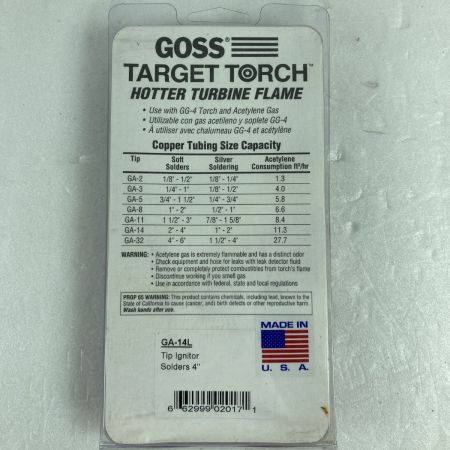 GOSS®
TARGET TORCH™
HOTTER TURBINE FLAME
• Use with GG-4 Torch and Acetylene Gas
• Utilizable con gas acetileno y soplete GG-4
• À utiliser avec chalumeau GG-4 et acétylène
Copper Tubing Size Capacity
Tip Soft Solders Silver Soldering Acetylene Consumption ft³/hr
GA-2 1/8" - 1/2" 1/8" - 1/4" 1.3
GA-3 1/4" - 1" 1/8" - 1/2" 4.0
GA-5 3/4" - 1 1/2" 1/4" - 3/4" 5.8
GA-8 1" - 2" 1/2" - 1" 6.6
GA-11 1 1/2" - 3" 7/8" - 1 5/8" 8.4
GA-14 2" - 4" 1" - 2" 11.3
GA-32 4" - 6" 1 1/2" - 4" 27.7
WARNING: • Acetylene gas is extremely flammable and has a distinct odor
• Check equipment and hose for leaks with leak detector fluid
• Remove or completely protect combustibles from torch's flame
• Discontinue working if you smell gas
• Use in accordance with federal, state and local regulations
PROP 65 WARNING: This product contains chemicals, including lead, known to the
State of California to cause (cancer, and) birth defects or other reproductive harm.
Wash hands after use.
MADE IN
U. S. A.
GA-14L
Tip Ignitor
Solders 4"
6 62999 02017 1